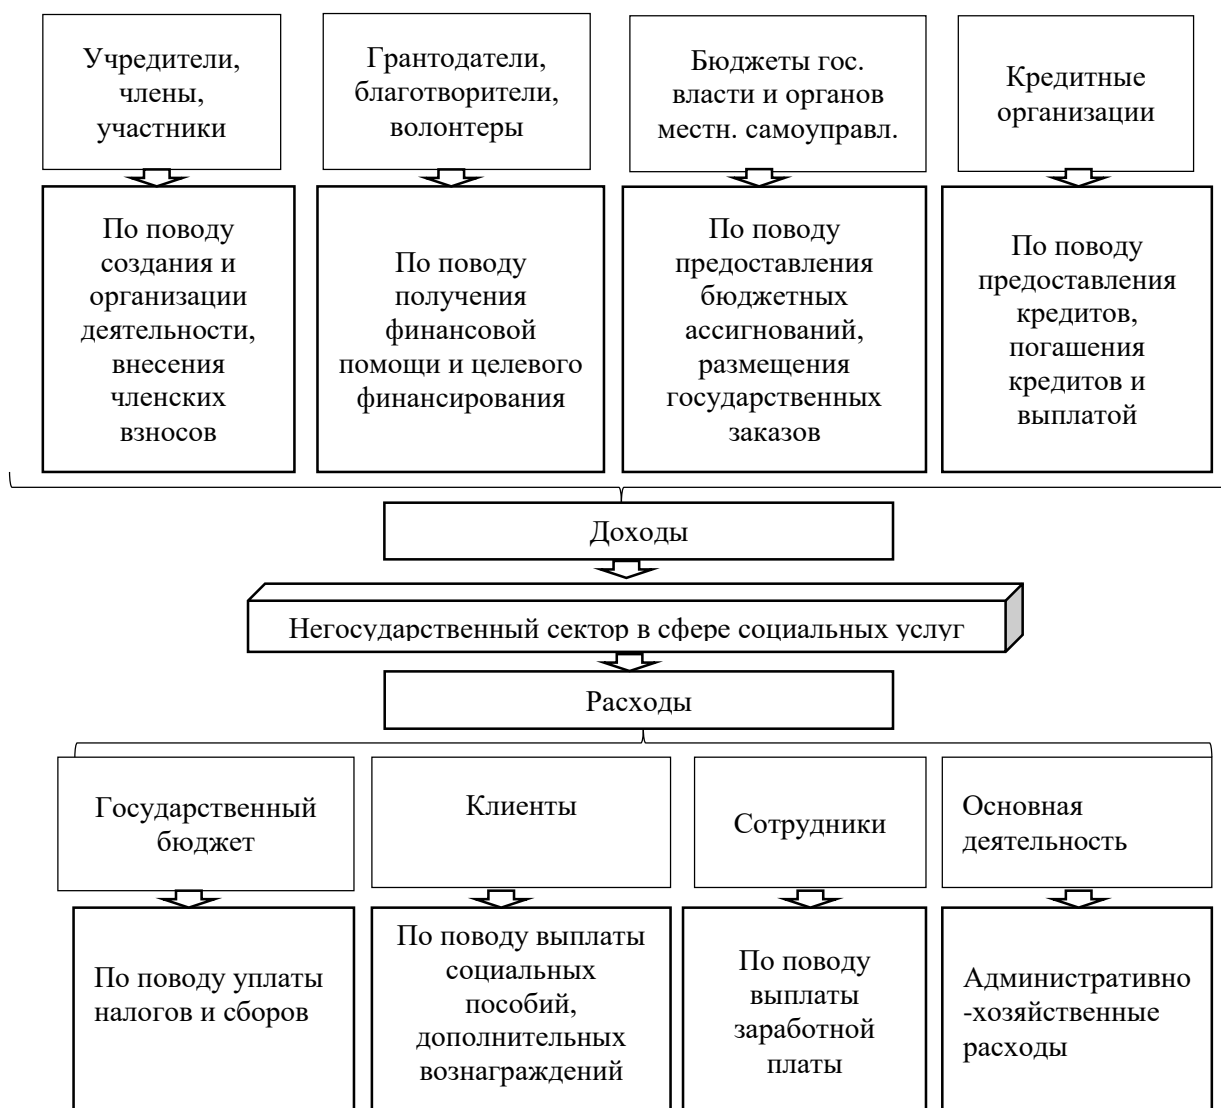 Учредители,
члены,
участники
Грантодатели,
благотворители,
волонтеры
Бюджеты гос.
власти и органов
местн. самоуправл.
Кредитные
организации
По поводу
создания и
организации
деятельности,
внесения
членских
взносов
По поводу
получения
финансовой
помощи и целевого
финансирования
По поводу
предоставления
бюджетных
ассигнований,
размещения
государственных
заказов
По поводу
предоставления
кредитов,
погашения
кредитов и
выплатой
Доходы
Негосударственный сектор в сфере социальных услуг
Расходы
Государственный
бюджет
Клиенты
Сотрудники
Основная
деятельность
По поводу уплаты
налогов и сборов
По поводу выплаты
социальных
пособий,
дополнительных
вознаграждений
По поводу
выплаты
заработной
платы
Административно
-хозяйственные
расходы